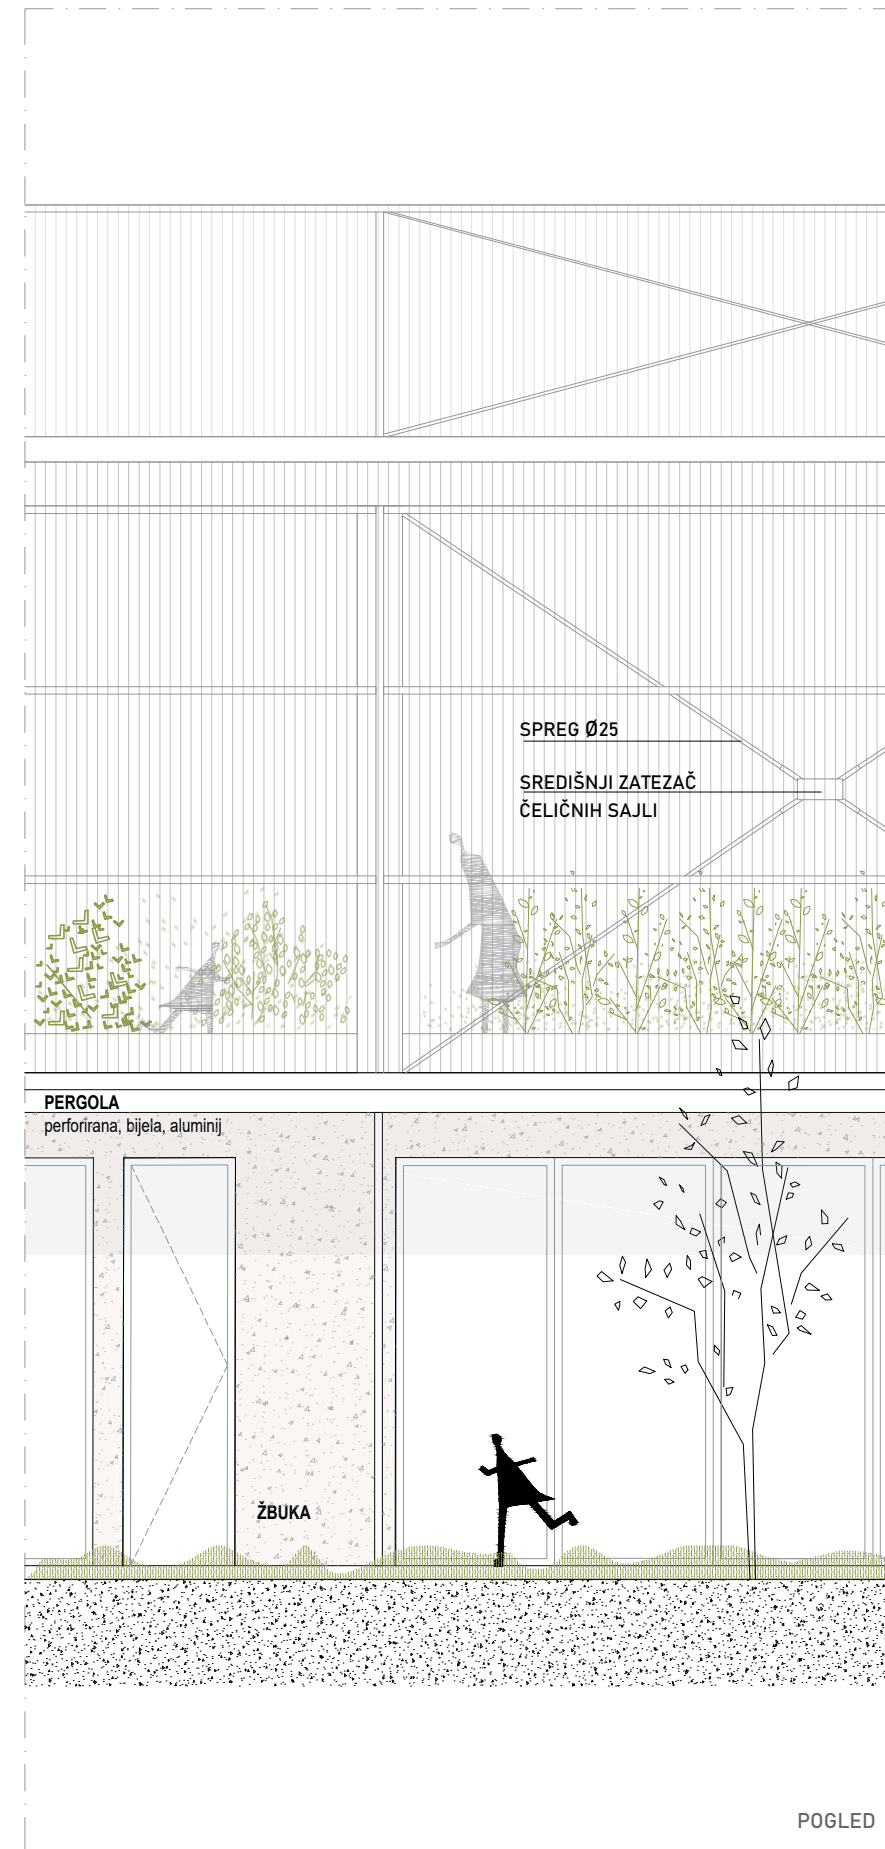 SPREG Ø25
SREDIŠNJI ZATEZAČ
ČELIČNIH SAJLI
PERGOLA
perforirana, bijela, aluminij
ŽBUKA
POGLED